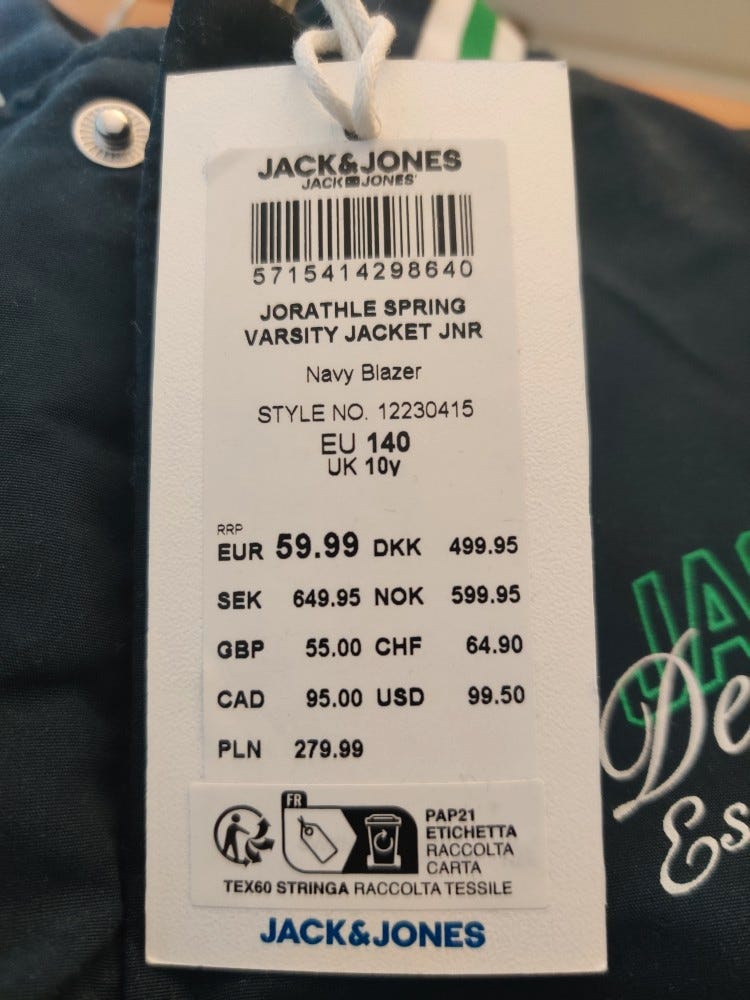 JACK&JONES
JACK JONES
5715414298640
JORATHLE SPRING
VARSITY JACKET JNR
Navy Blazer
STYLE NO. 12230415
EU 140
UK 10y
RRP
EUR 59.99 DKK 499.95
SEK 649.95 NOK 599.95
GBP 55.00 CHF 64.90
CAD 95.00 USD 99.50
PLN 279.99
FR
PAP21
ETICHETTA
RACCOLTA
CARTA
TEX60 STRINGA RACCOLTA TESSILE
JACK&JONES
JA
De
Es